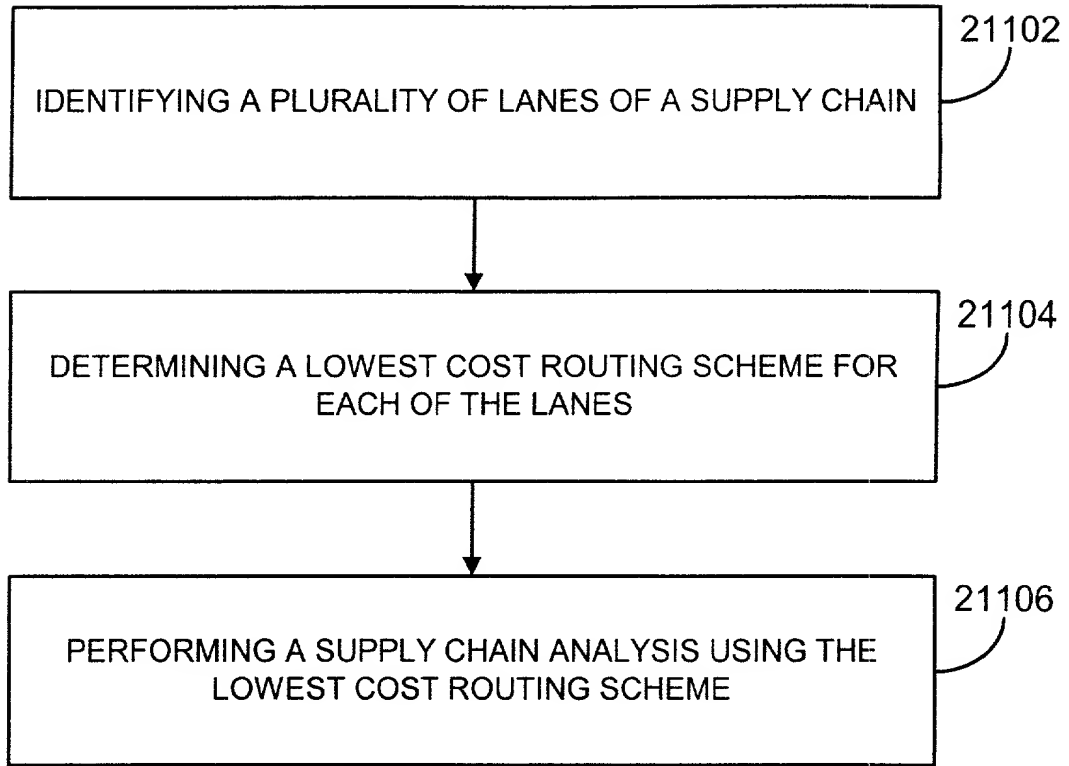 21102
IDENTIFYING A PLURALITY OF LANES OF A SUPPLY CHAIN
21104
DETERMINING A LOWEST COST ROUTING SCHEME FOR
EACH OF THE LANES
21106
PERFORMING A SUPPLY CHAIN ANALYSIS USING THE
LOWEST COST ROUTING SCHEME